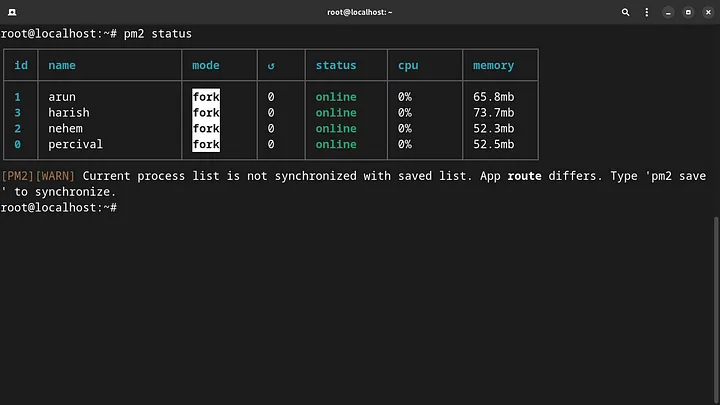 root@localhost: ~
root@localhost:~# pm2 status
id name mode ↺ status cpu memory
1 arun fork 0 online 0% 65.8mb
3 harish fork 0 online 0% 73.7mb
2 nehem fork 0 online 0% 52.3mb
0 percival fork 0 online 0% 52.5mb
[PM2][WARN] Current process list is not synchronized with saved list. App route differs. Type 'pm2 save
' to synchronize.
root@localhost:~#